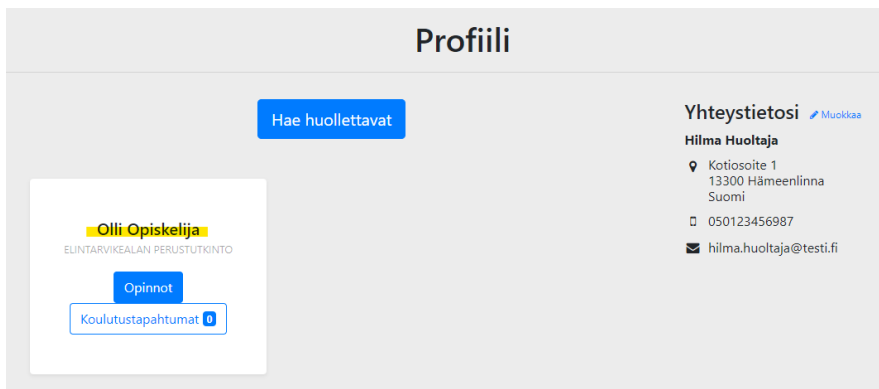 Profiili
Hae huollettavat
Olli Opiskelija
ELINTARVIKEALAN PERUSTUTKINTO
Opinnot
Koulutustapahtumat 0
Yhteystietosi Muokkaa
Hilma Huoltaja
Kotiosoite 1
13300 Hämeenlinna
Suomi
050123456987
hilma.huoltaja@testi.fi